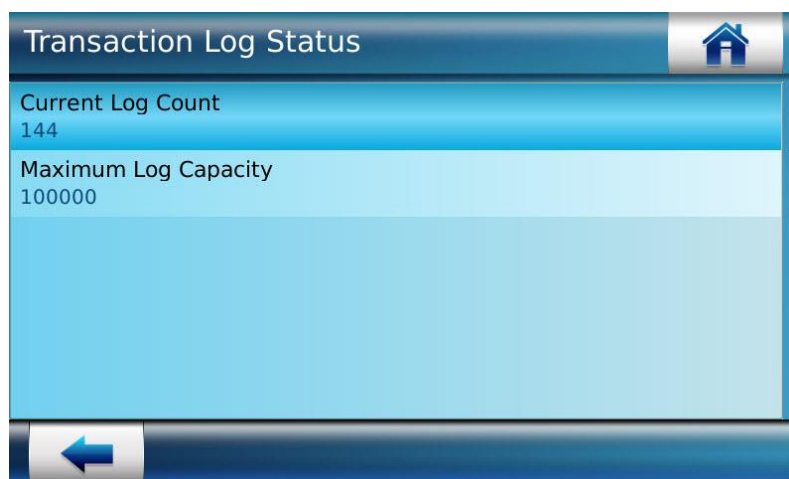 Transaction Log Status
Current Log Count
144
Maximum Log Capacity
100000